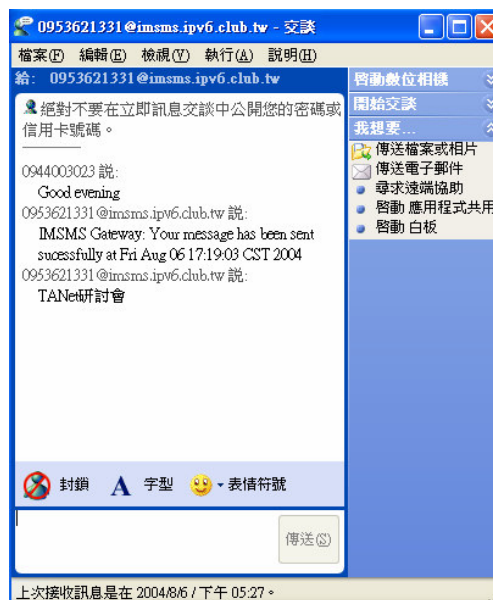 0953621331@imsms.ipv6.club.tw - 交談
檔案(F) 編輯(E) 檢視(V) 執行(A) 說明(H)
給: 0953621331@imsms.ipv6.club.tw
絕對不要在立即訊息交談中公開您的密碼或
信用卡號碼。
0944003023 說:
Good evening
0953621331@imsms.ipv6.club.tw 說:
IMSMS Gateway: Your message has been sent
sucessfully at Fri Aug 06 17:19:03 CST 2004
0953621331@imsms.ipv6.club.tw 說:
TANet研討會
封鎖 A 字型 表情符號
傳送(S)
上次接收訊息是在 2004/8/6 / 下午 05:27。
啟動數位相機
開始交談
我想要...
傳送檔案或相片
傳送電子郵件
尋求遠端協助
啟動 應用程式共用
啟動 白板